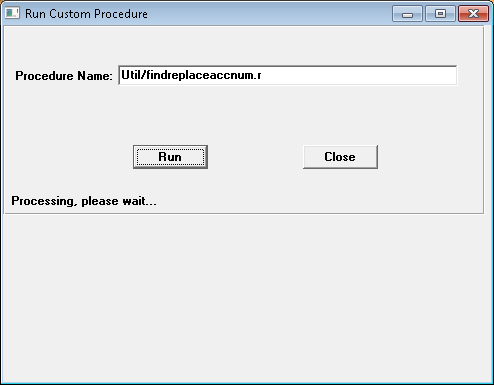 Run Custom Procedure
Procedure Name: Util/findreplaceaccnum.r
Run Close
Processing, please wait...